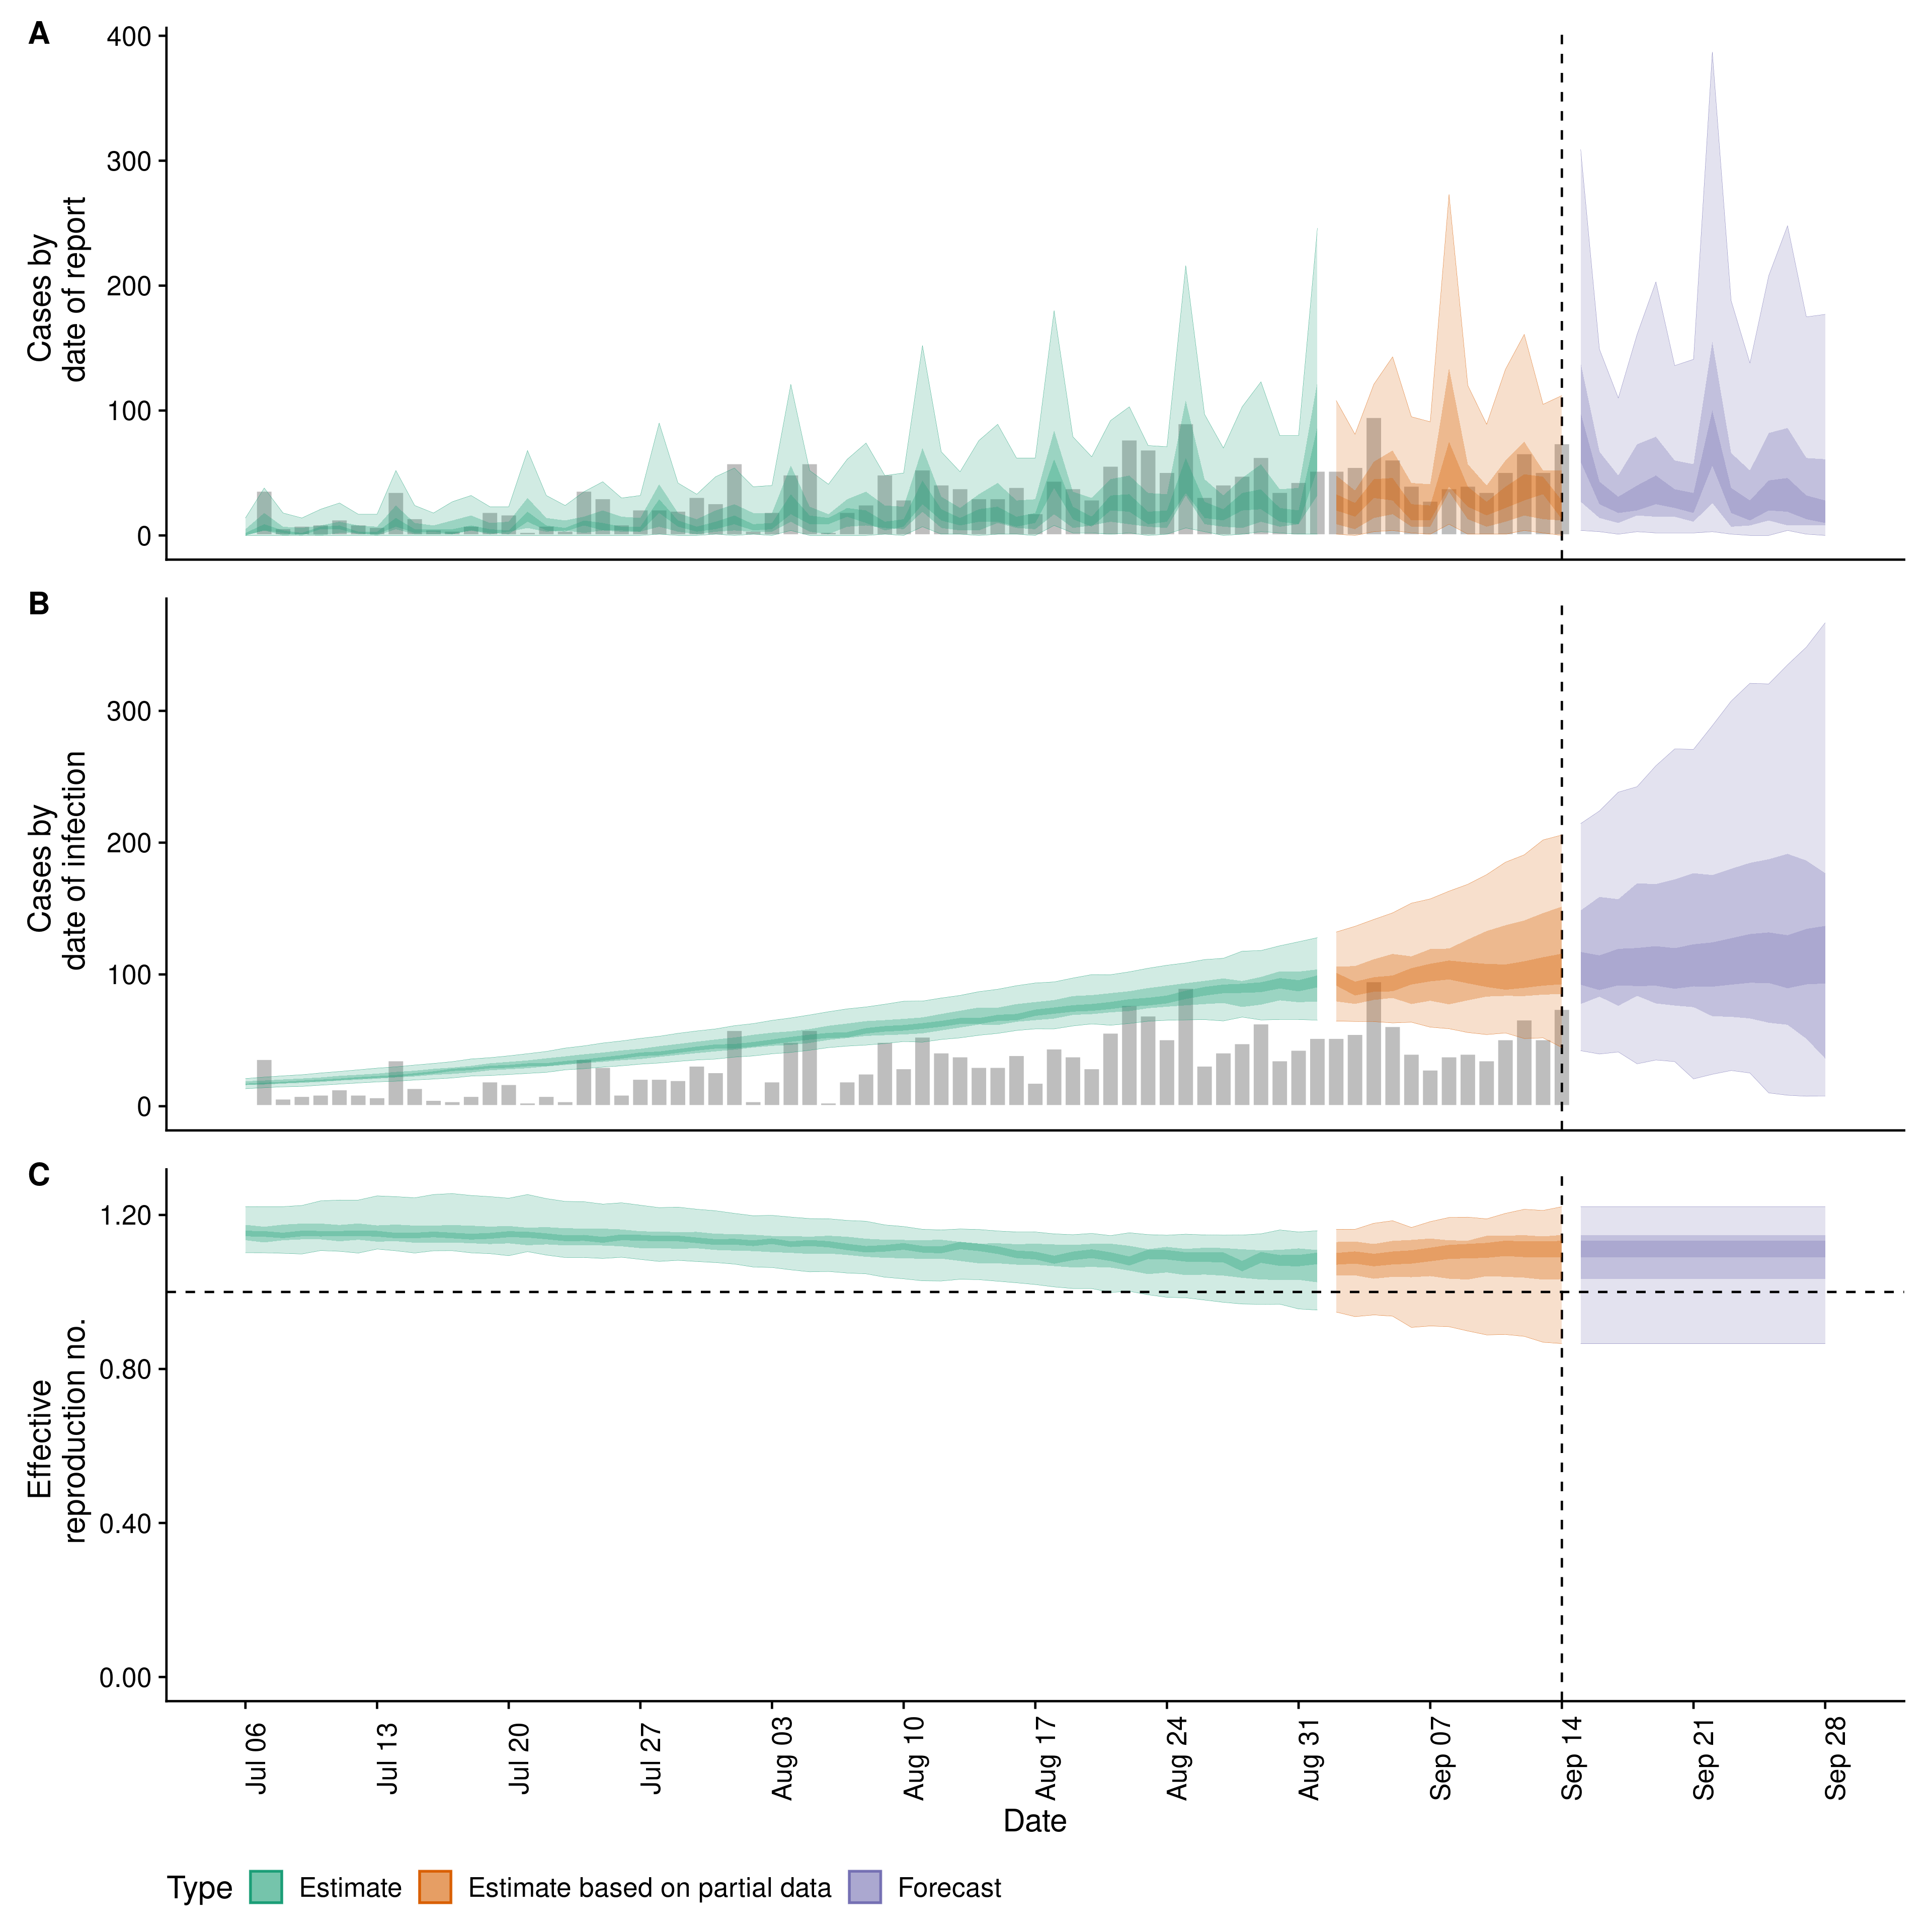 A
400
300
200
100
0
Cases by
date of report
B
300
200
100
0
Cases by
date of infection
C
1.20
0.80
0.40
0.00
Effective
reproduction no.
Jul 06
Jul 13
Jul 20
Jul 27
Aug 03
Aug 10
Aug 17
Aug 24
Aug 31
Sep 07
Sep 14
Sep 21
Sep 28
Date
Type Estimate Estimate based on partial data Forecast